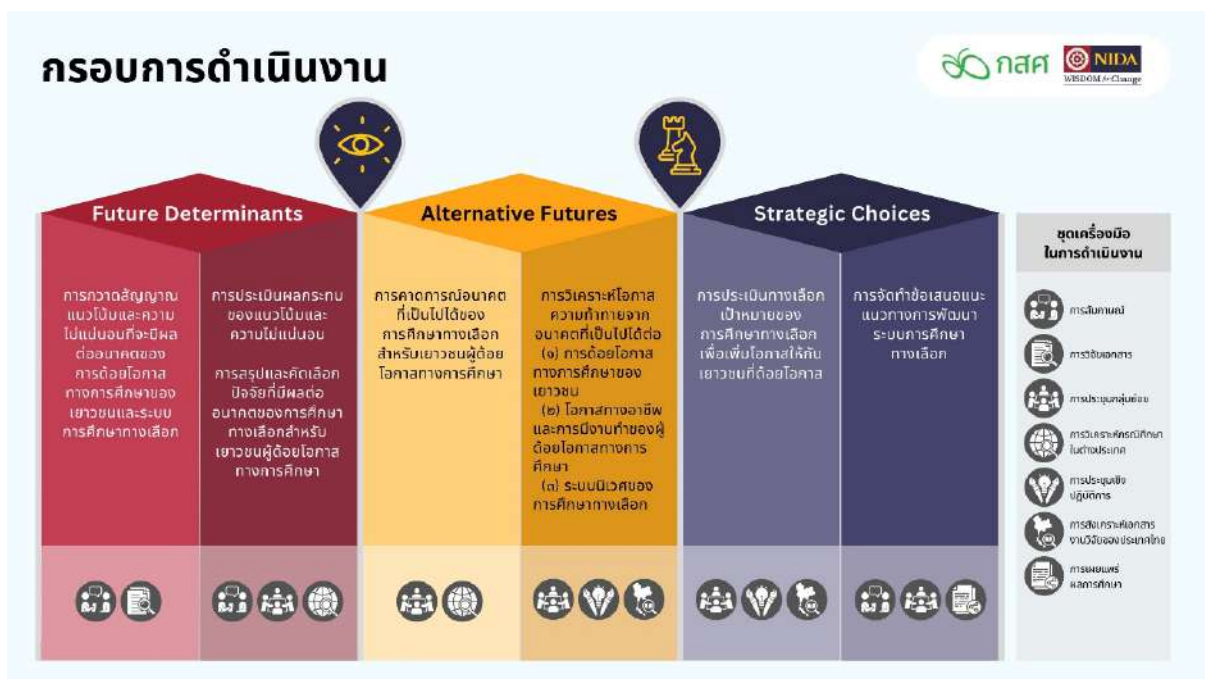 กรอบการดำเนินงาน
กสศ
NIDA
WISDOM for Change
Future Determinants
Alternative Futures
Strategic Choices
การกวาดสัญญาณ
แนวโน้มและความ
ไม่แน่นอนที่จะมีผล
ต่ออนาคตของ
การด้อยโอกาส
ทางการศึกษาของ
เยาวชนและระบบ
การศึกษาทางเลือก
การประเมินผลกระทบ
ของแนวโน้มและ
ความไม่แน่นอน
การสรุปและคัดเลือก
ปัจจัยที่มีผลต่อ
อนาคตของการศึกษา
ทางเลือกสำหรับ
เยาวชนผู้ด้อยโอกาส
ทางการศึกษา
การคาดการณ์อนาคต
ที่เป็นไปได้ของ
การศึกษาทางเลือก
สำหรับเยาวชนผู้ด้อย
โอกาสทางการศึกษา
การวิเคราะห์โอกาส
ความท้าทายจาก
อนาคตที่เป็นไปได้ต่อ
(๑) การด้อยโอกาส
ทางการศึกษาของ
เยาวชน
(๒) โอกาสทางอาชีพ
และการมีงานทำของผู้
ด้อยโอกาสทางการ
ศึกษา
(๓) ระบบนิเวศของ
การศึกษาทางเลือก
การประเมินทางเลือก
เป้าหมายของ
การศึกษาทางเลือก
เพื่อเพิ่มโอกาสให้กับ
เยาวชนที่ด้อยโอกาส
การจัดทำข้อเสนอแนะ
แนวทางการพัฒนา
ระบบการศึกษา
ทางเลือก
ชุดเครื่องมือ
ในการดำเนินงาน
การสัมภาษณ์
การวิจัยเอกสาร
การประชุมกลุ่มย่อย
การวิเคราะห์กรณีศึกษา
ในต่างประเทศ
การประชุมเชิง
ปฏิบัติการ
การสังเคราะห์เอกสาร
งานวิจัยของประเทศไทย
การเผยแพร่
ผลการศึกษา